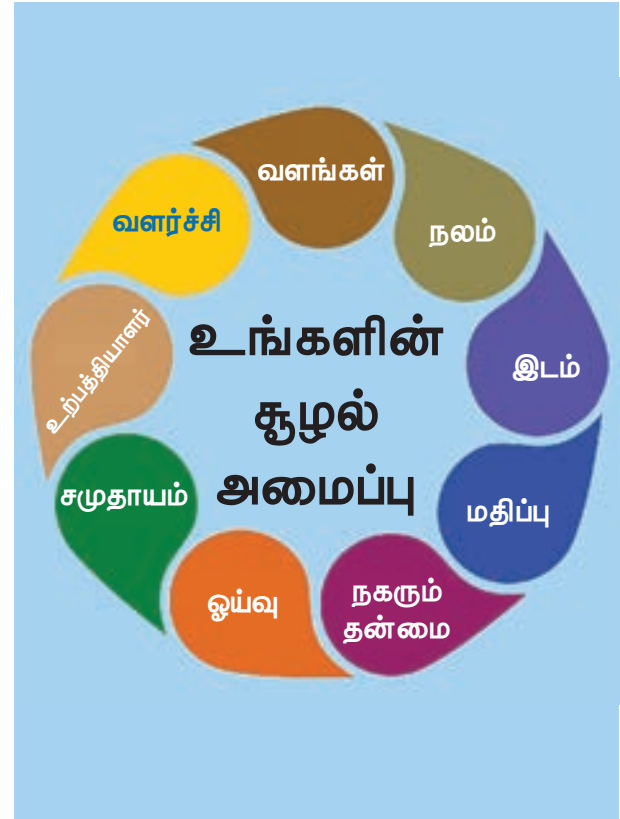 வளங்கள்
நலம்
இடம்
மதிப்பு
நகரும்
தன்மை
ஓய்வு
சமுதாயம்
உற்பத்தியாளர்
வளர்ச்சி
உங்களின்
சூழல்
அமைப்பு